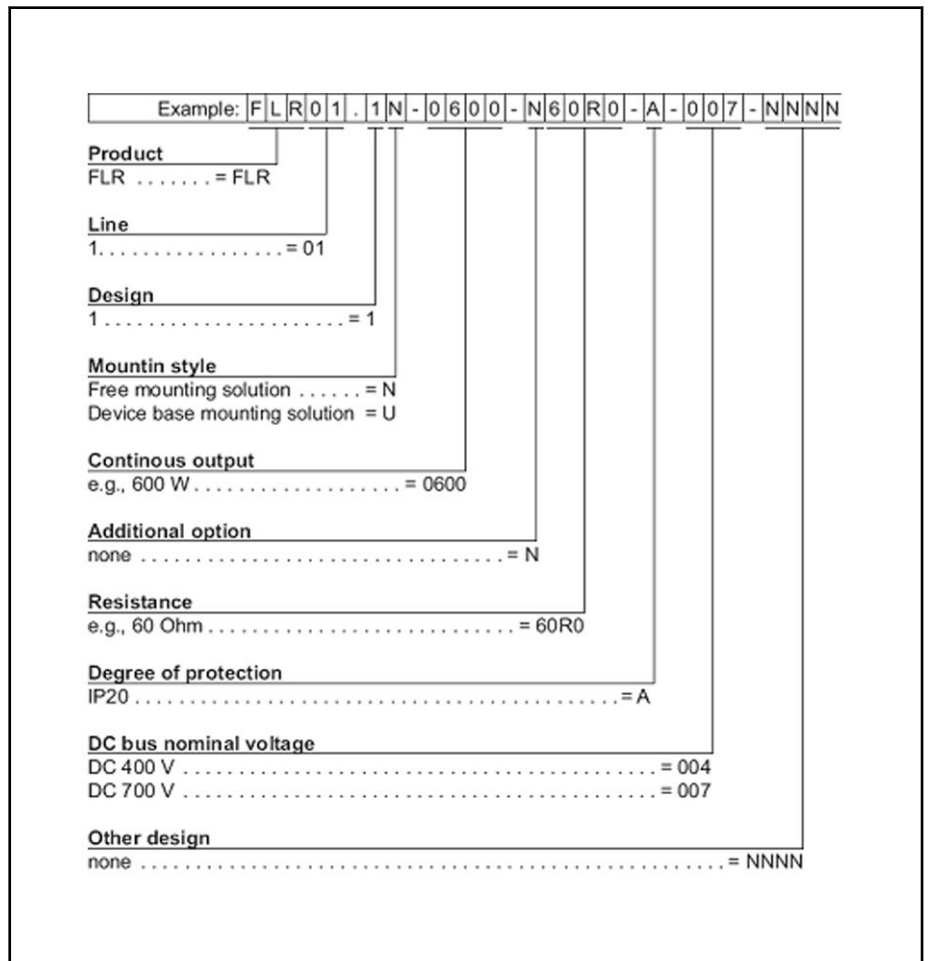 Example: FLR01.1N-0600-N60R0-A-007-NNNN
Product
FLR ....... = FLR
Line
1................. = 01
Design
1 ...................... = 1
Mountin style
Free mounting solution ...... = N
Device base mounting solution = U
Continous output
e.g., 600 W................... = 0600
Additional option
none .................................. = N
Resistance
e.g., 60 Ohm ............................ = 60R0
Degree of protection
IP20 ............................................. = A
DC bus nominal voltage
DC 400 V ............................................ = 004
DC 700 V ............................................ = 007
Other design
none ...................................................... = NNNN